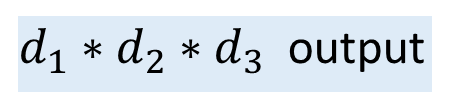 d₁ * d₂ * d₃ output